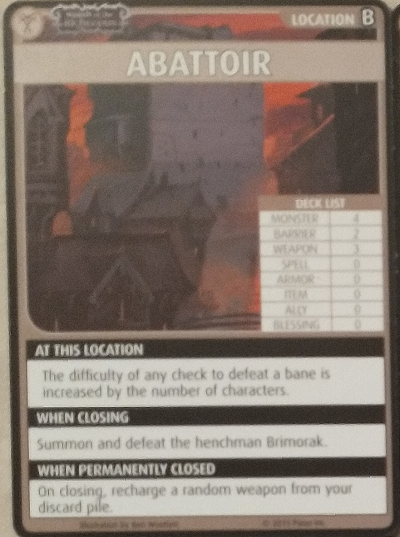 LOCATION B
ABATTOIR
DECK LIST
MONSTER 4
BARRIER 2
WEAPON 3
SPELL 0
ARMOR 0
ITEM 0
ALLY 0
BLESSING 0
AT THIS LOCATION
The difficulty of any check to defeat a bane is
increased by the number of characters.
WHEN CLOSING
Summon and defeat the henchman Brimorak.
WHEN PERMANENTLY CLOSED
On closing, recharge a random weapon from your
discard pile.
Illustration by Ben Wootten
© 2015 Paizo Inc.